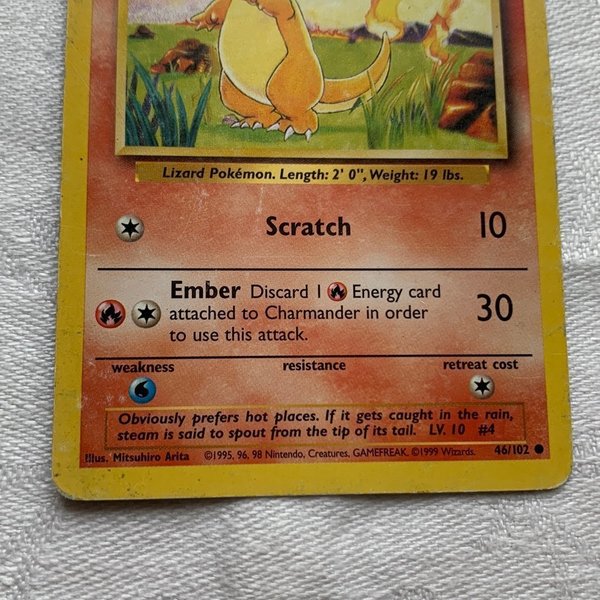 Lizard Pokémon. Length: 2' 0", Weight: 19 lbs.
Scratch 10
Ember Discard 1 Energy card
attached to Charmander in order
to use this attack.
30
weakness resistance retreat cost
Obviously prefers hot places. If it gets caught in the rain,
steam is said to spout from the tip of its tail. LV. 10 #4
Illus. Mitsuhiro Arita ©1995, 96, 98 Nintendo, Creatures, GAMEFREAK. ©1999 Wizards. 46/102